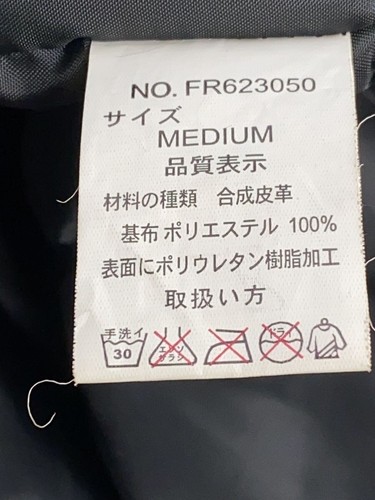 NO. FR623050
サイズ
MEDIUM
品質表示
材料の種類 合成皮革
基布 ポリエステル 100%
表面にポリウレタン樹脂加工
取扱い方
手洗イ 30 エンソ サラシ ドライ